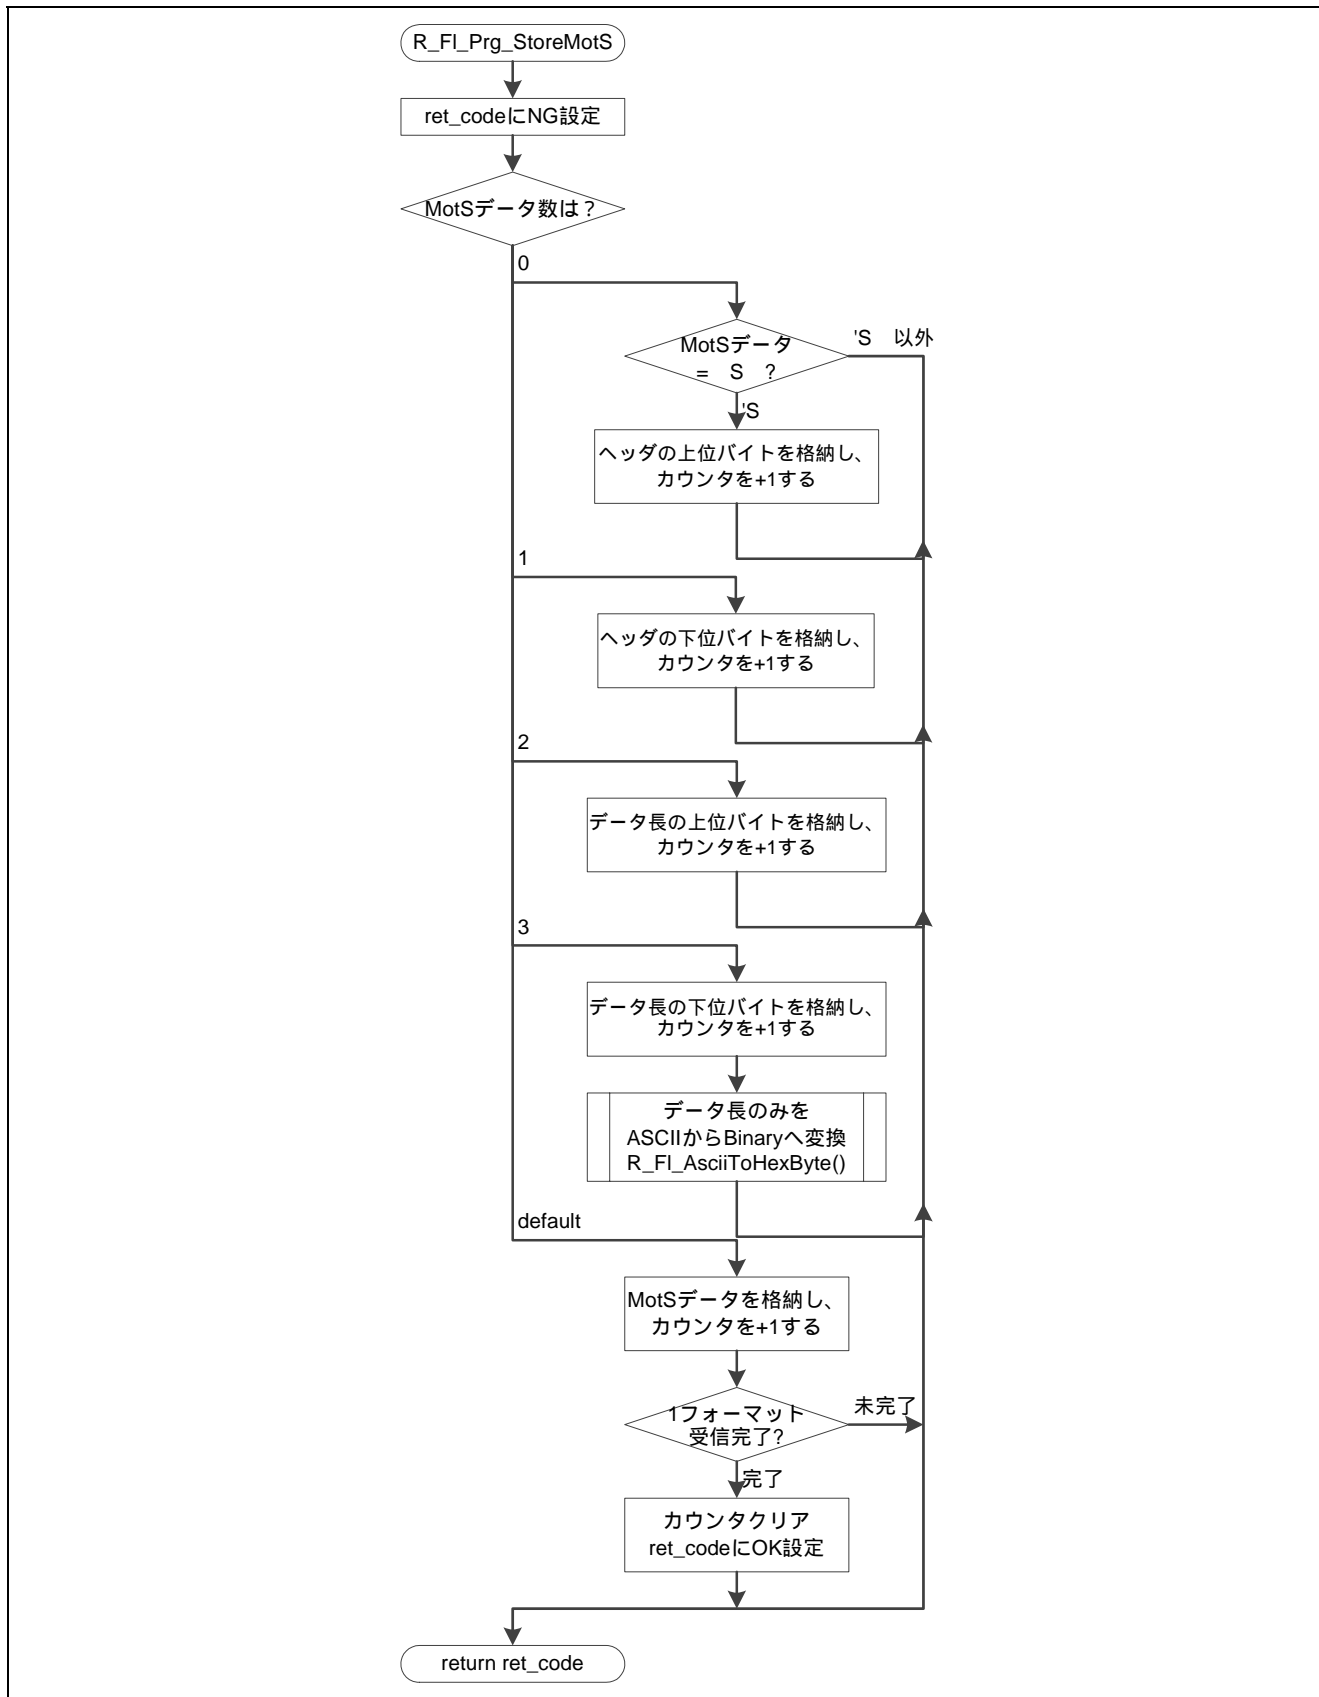 R_Fl_Prg_StoreMotS
ret_codeにNG設定
MotSデータ数は？
0
MotSデータ
= S ?
'S 以外
'S
ヘッダの上位バイトを格納し、
カウンタを+1する
1
ヘッダの下位バイトを格納し、
カウンタを+1する
2
データ長の上位バイトを格納し、
カウンタを+1する
3
データ長の下位バイトを格納し、
カウンタを+1する
データ長のみを
ASCIIからBinaryへ変換
R_Fl_AsciiToHexByte()
default
MotSデータを格納し、
カウンタを+1する
1フォーマット
受信完了?
未完了
完了
カウンタクリア
ret_codeにOK設定
return ret_code